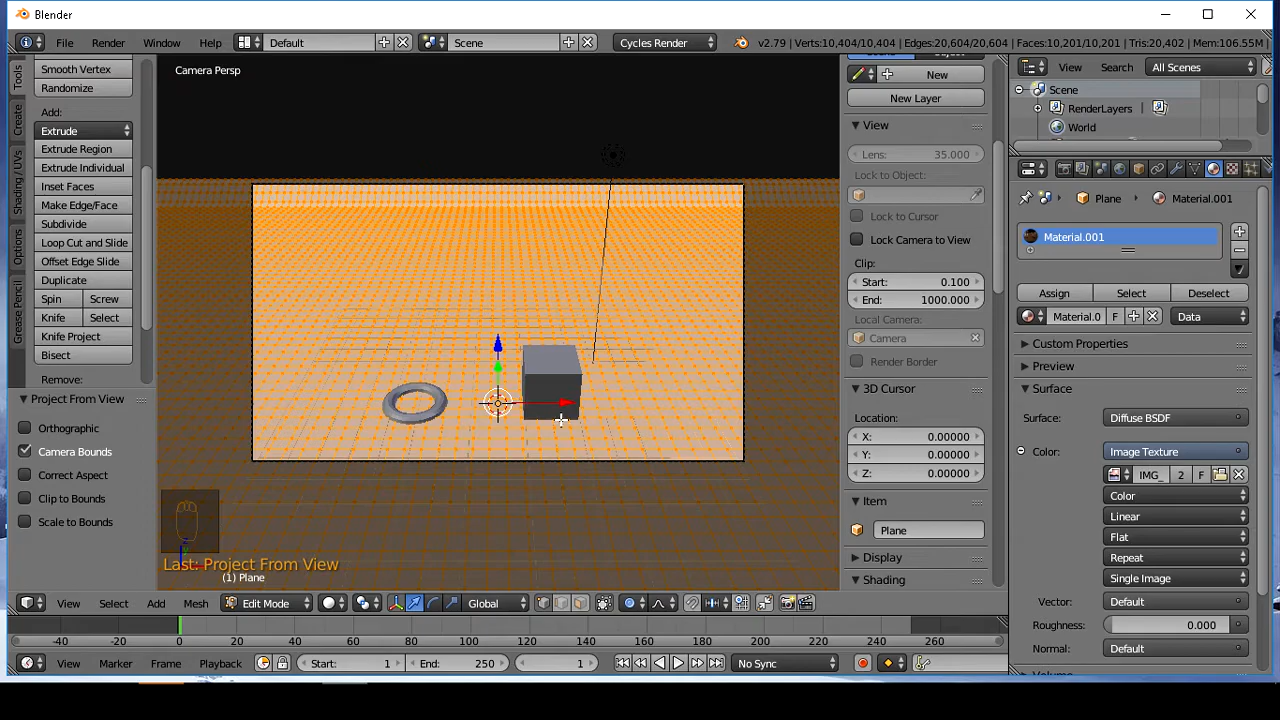 Blender
File Render Window Help Default Scene Cycles Render v2.79 | Verts:10,404/10,404 | Edges:20,604/20,604 | Faces:10,201/10,201 | Tris:20,402 | Mem:106.55M
Smooth Vertex
Randomize
Add:
Extrude
Extrude Region
Extrude Individual
Inset Faces
Make Edge/Face
Subdivide
Loop Cut and Slide
Offset Edge Slide
Duplicate
Spin Screw
Knife Select
Knife Project
Bisect
Remove:
Tools
Create
Shading / UVs
Options
Grease Pencil
Project From View
Orthographic
Camera Bounds
Correct Aspect
Clip to Bounds
Scale to Bounds
Camera Persp
Last: Project From View
(1) Plane
View Select Add Mesh Edit Mode Global
New
New Layer
View
Lens: 35.000
Lock to Object:
Lock to Cursor
Lock Camera to View
Clip:
Start: 0.100
End: 1000.000
Local Camera:
Camera
Render Border
3D Cursor
Location:
X: 0.00000
Y: 0.00000
Z: 0.00000
Item
Plane
Display
Shading
View Search All Scenes
Scene
RenderLayers
World
Plane Material.001
Material.001
Assign Select Deselect
Material.0 F Data
Custom Properties
Preview
Surface
Surface: Diffuse BSDF
Color: Image Texture
IMG_ 2 F
Color
Linear
Flat
Repeat
Single Image
Vector: Default
Roughness: 0.000
Normal: Default
-40 -20 0 20 40 60 80 100 120 140 160 180 200 220 240 260
View Marker Frame Playback Start: 1 End: 250 1 No Sync